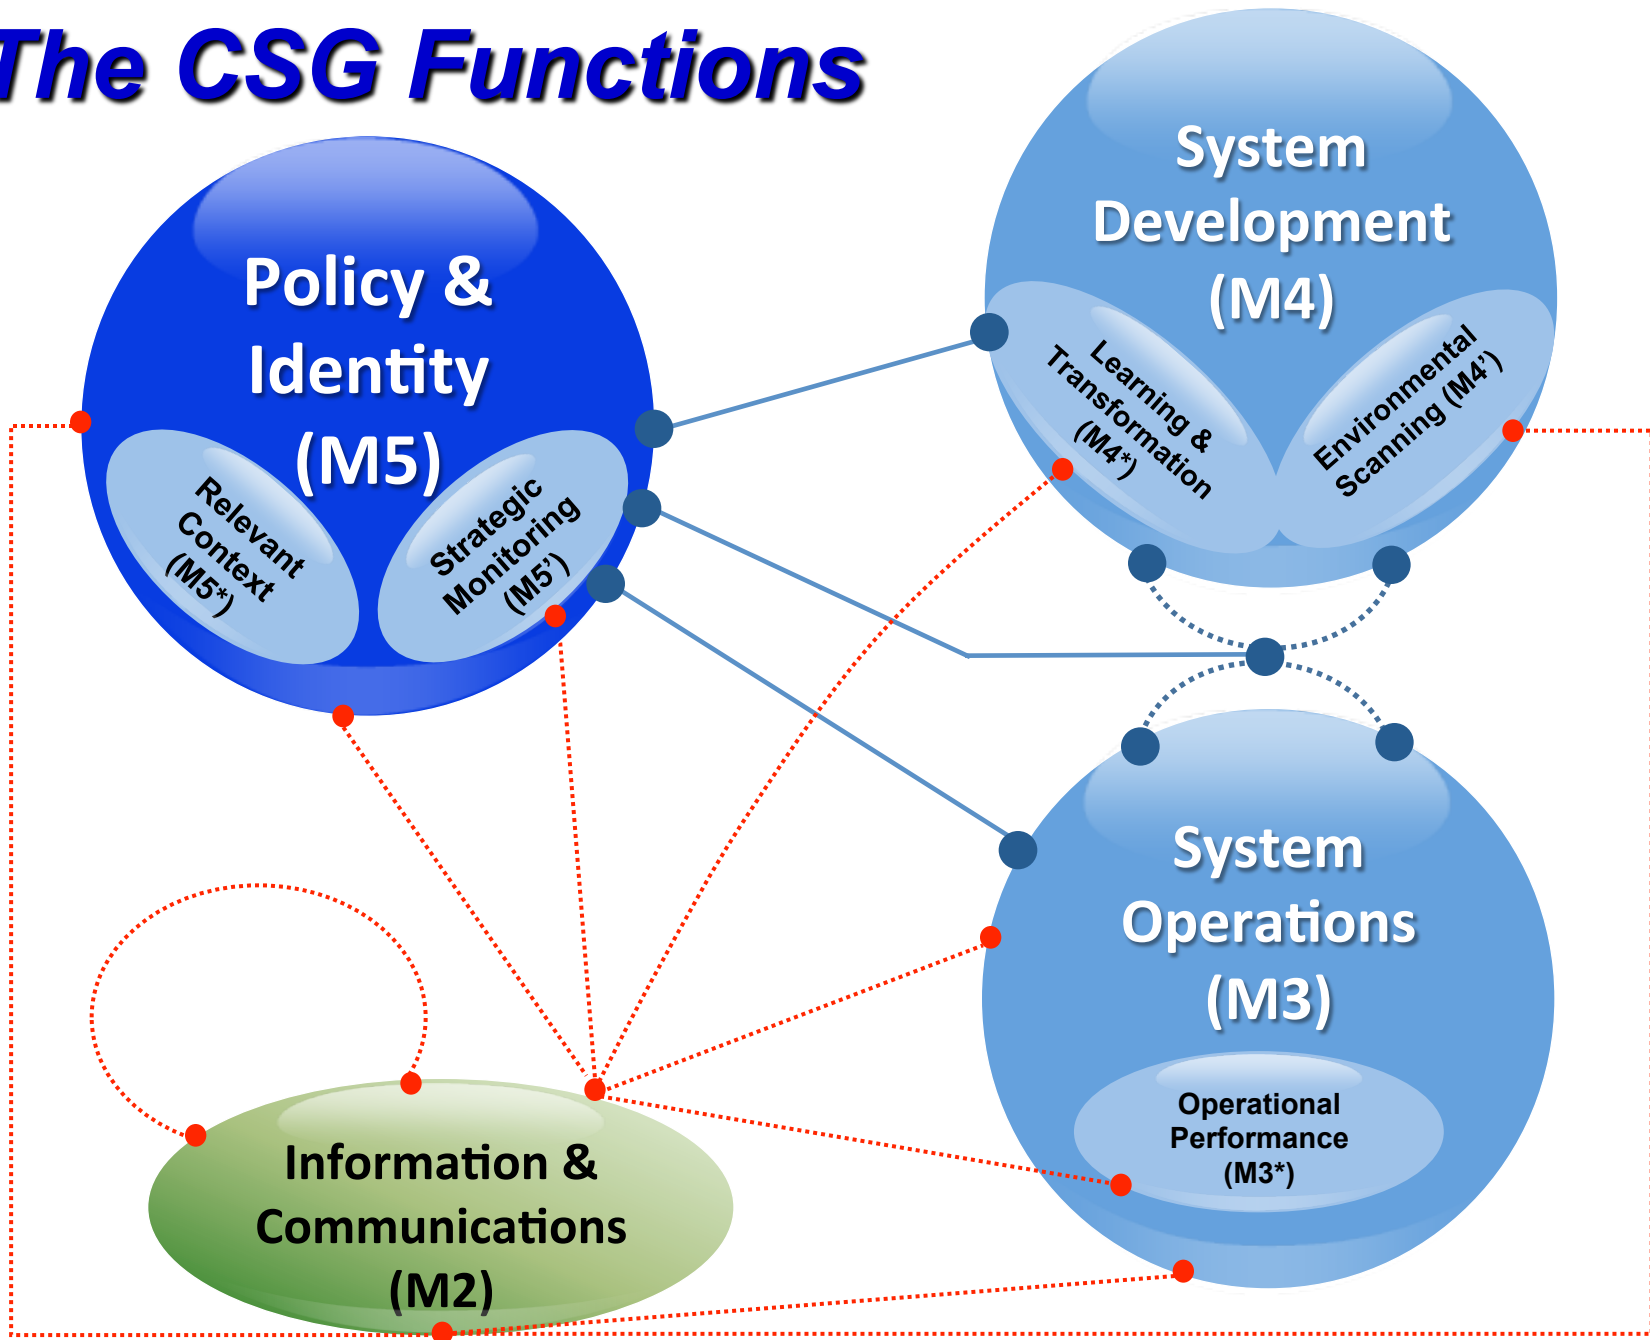 The CSG Functions
Policy &
Identity
(M5)
Relevant
Context
(M5*)
Strategic
Monitoring
(M5’)
System
Development
(M4)
Learning &
Transformation
(M4*)
Environmental
Scanning (M4’)
System
Operations
(M3)
Operational
Performance
(M3*)
Information &
Communications
(M2)